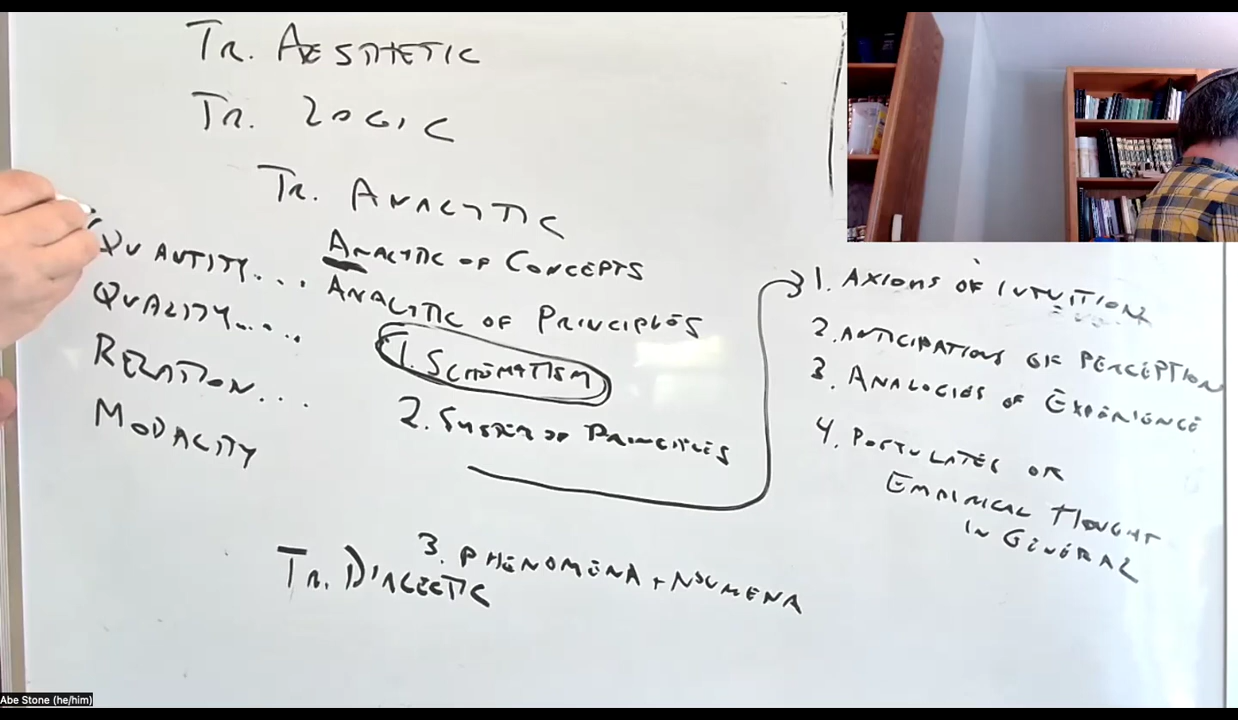 TR. AESTHETIC
TR. LOGIC
TR. ANALYTIC
QUANTITY....
QUALITY.....
RELATION...
MODALITY
ANALYTIC OF CONCEPTS
ANALYTIC OF PRINCIPLES
1. SCHEMATISM
2. SYSTEM OF PRINCIPLES
3. PHENOMENA + NOUMENA
TR. DIALECTIC
1. AXIOMS OF INTUITION
2. ANTICIPATIONS OF PERCEPTION
3. ANALOGIES OF EXPERIENCE
4. POSTULATES OF
EMPIRICAL THOUGHT
IN GENERAL
Abe Stone (he/him)